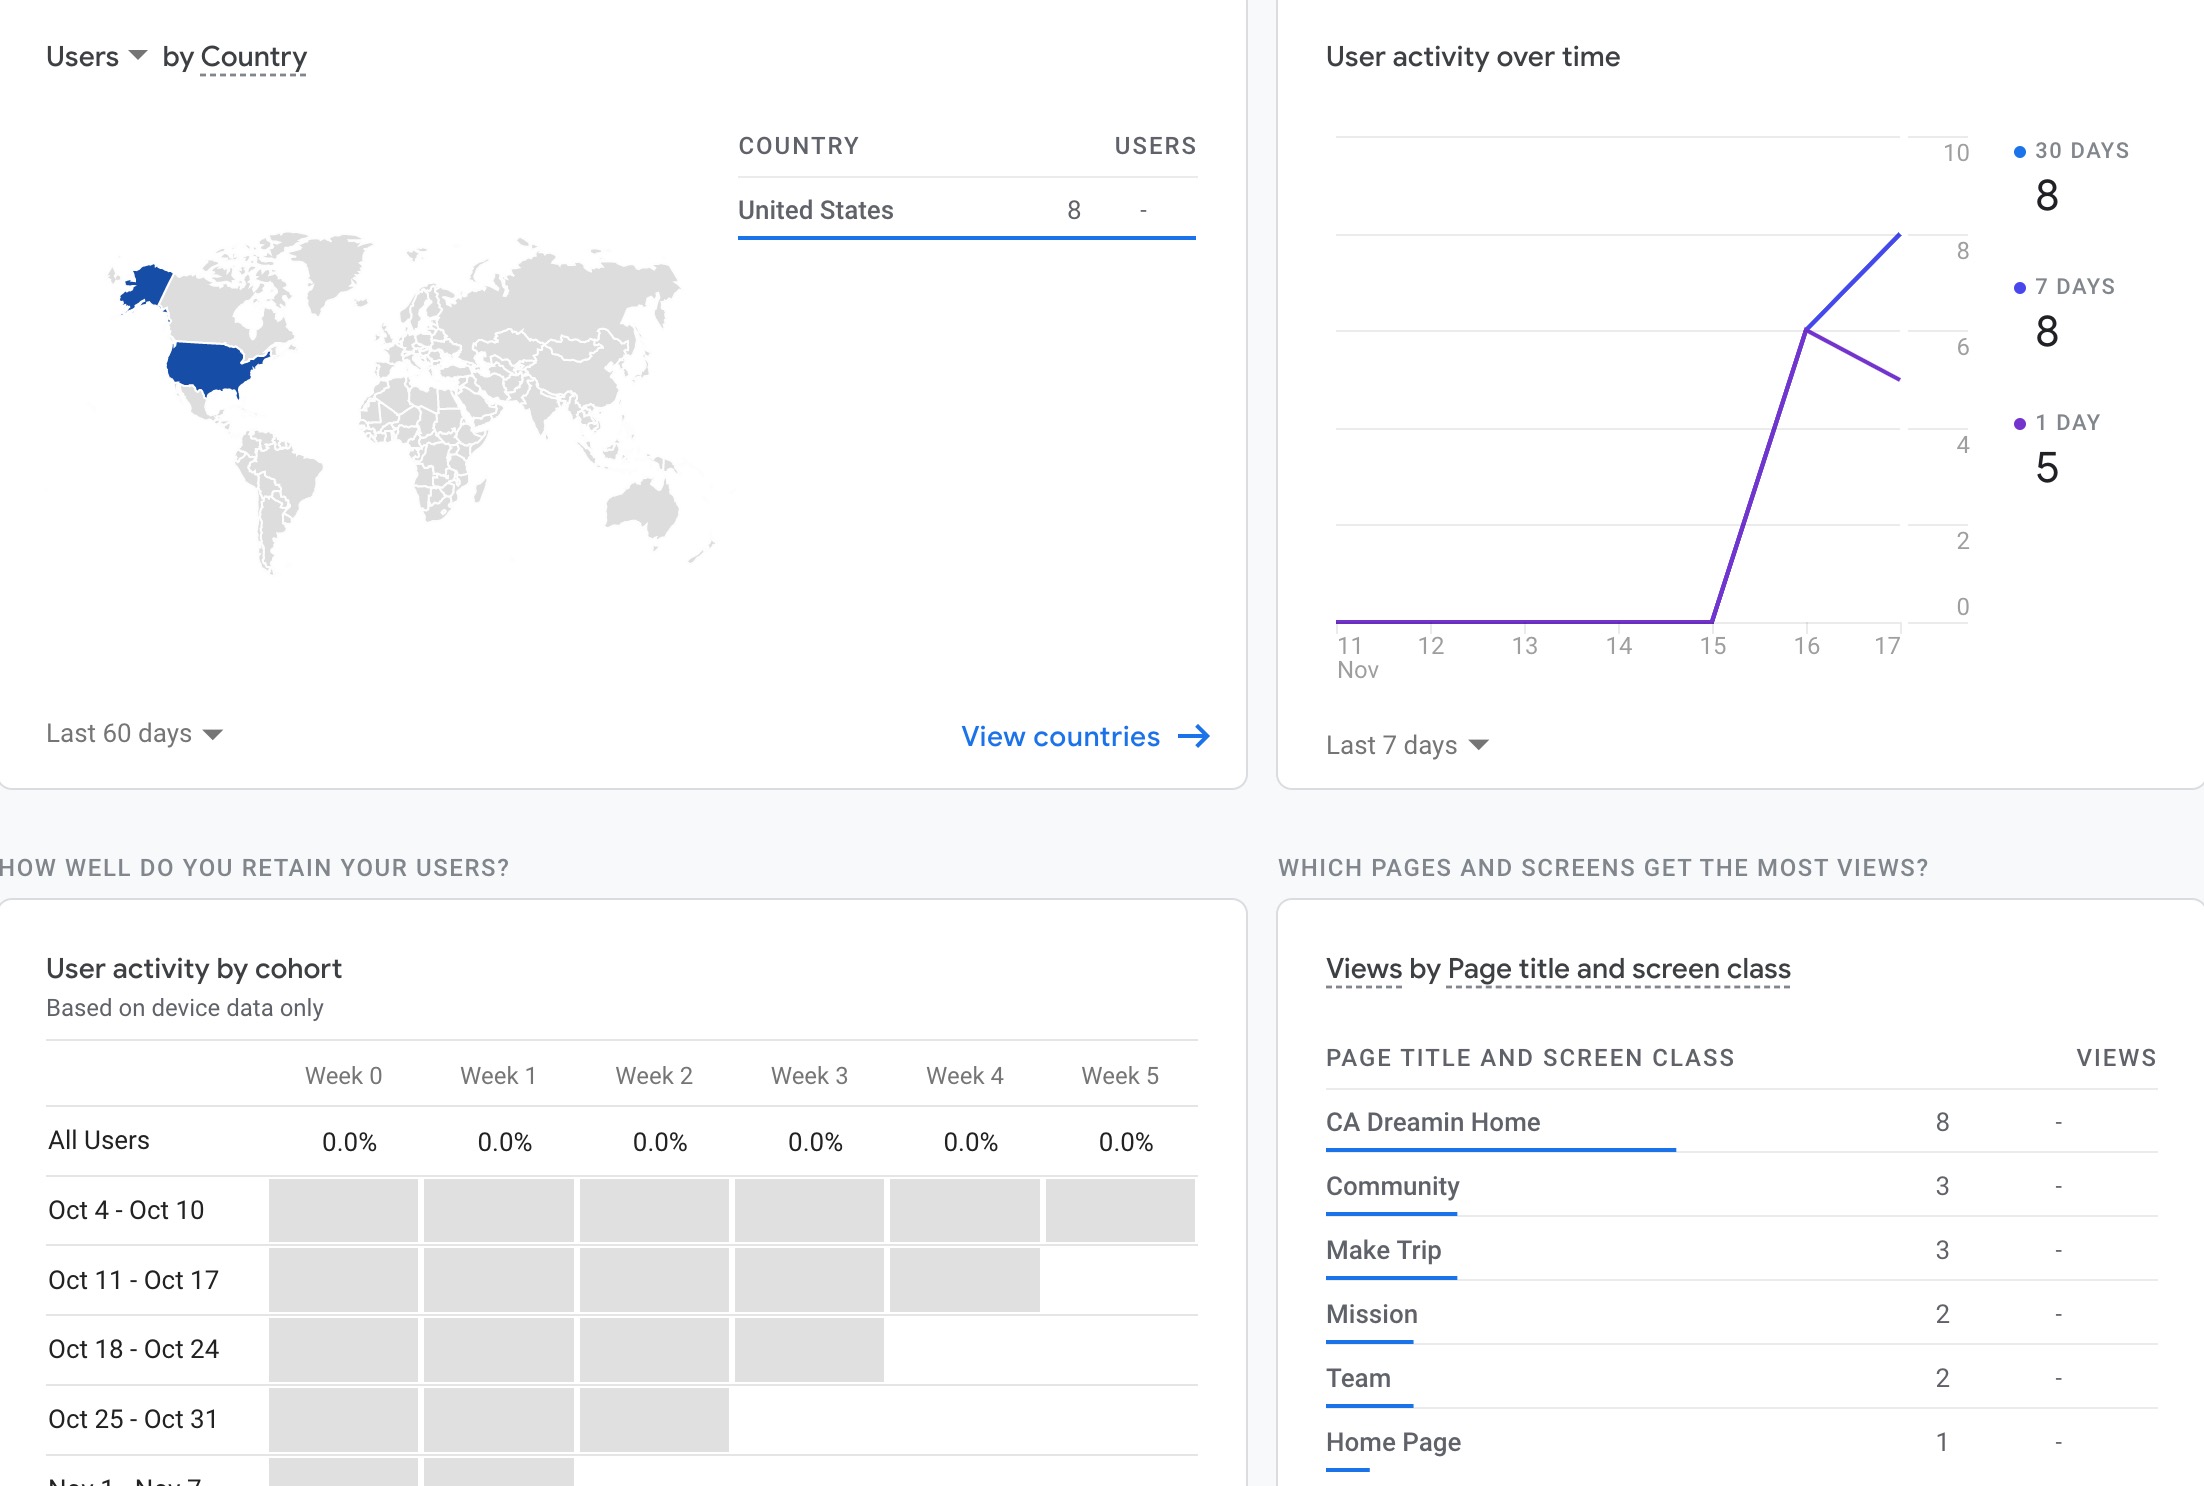 Users by Country
COUNTRY USERS
United States 8 -
Last 60 days
View countries
User activity over time
10
8
6
4
2
0
11 12 13 14 15 16 17
Nov
30 DAYS
8
7 DAYS
8
1 DAY
5
Last 7 days
HOW WELL DO YOU RETAIN YOUR USERS?
User activity by cohort
Based on device data only
Week 0 Week 1 Week 2 Week 3 Week 4 Week 5
All Users 0.0% 0.0% 0.0% 0.0% 0.0% 0.0%
Oct 4 - Oct 10
Oct 11 - Oct 17
Oct 18 - Oct 24
Oct 25 - Oct 31
Nov 1 - Nov 7
WHICH PAGES AND SCREENS GET THE MOST VIEWS?
Views by Page title and screen class
PAGE TITLE AND SCREEN CLASS VIEWS
CA Dreamin Home 8 -
Community 3 -
Make Trip 3 -
Mission 2 -
Team 2 -
Home Page 1 -